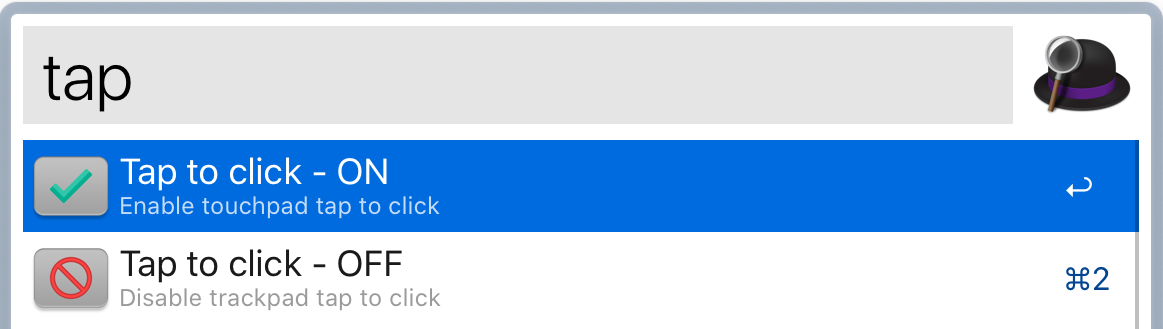 tap
Tap to click - ON
Enable touchpad tap to click
Tap to click - OFF
Disable trackpad tap to click
⌘2